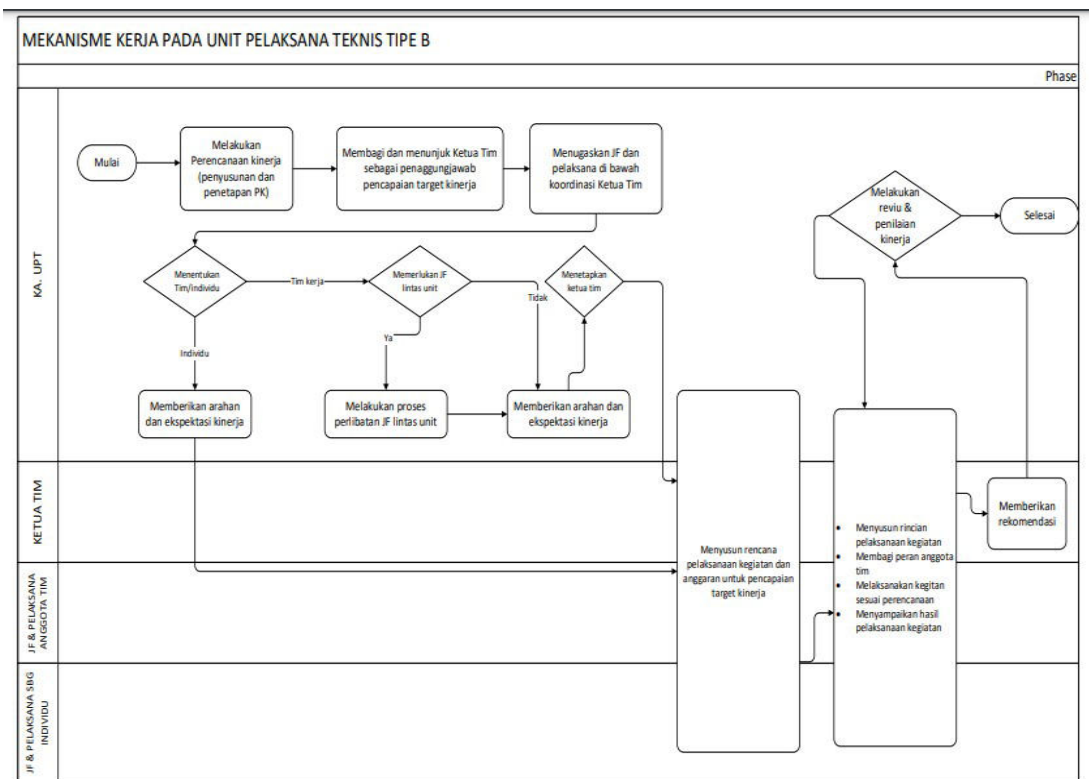 MEKANISME KERJA PADA UNIT PELAKSANA TEKNIS TIPE B
Phase
KA. UPT
Mulai
Melakukan
Perencanaan kinerja
(penyusunan dan
penetapan PK)
Membagi dan menunjuk Ketua Tim
sebagai penaggungjawab
pencapaian target kinerja
Menugaskan JF dan
pelaksana di bawah
koordinasi Ketua Tim
Melakukan
reviu &
penilaian
kinerja
Selesai
Menentukan
Tim/individu
Tim kerja
Memerlukan JF
lintas unit
Tidak
Menetapkan
ketua tim
Individu
Ya
Memberikan arahan
dan ekspektasi kinerja
Melakukan proses
perlibatan JF lintas unit
Memberikan arahan dan
ekspektasi kinerja
KETUA TIM
Memberikan
rekomendasi
JF & PELAKSANA
ANGGOTA TIM
Menyusun rencana
pelaksanaan kegiatan dan
anggaran untuk pencapaian
target kinerja
• Menyusun rincian
pelaksanaan kegiatan
• Membagi peran anggota
tim
• Melaksanakan kegitan
sesuai perencanaan
• Menyampaikan hasil
pelaksanaan kegiatan
JF & PELAKSANA SBG
INDIVIDU